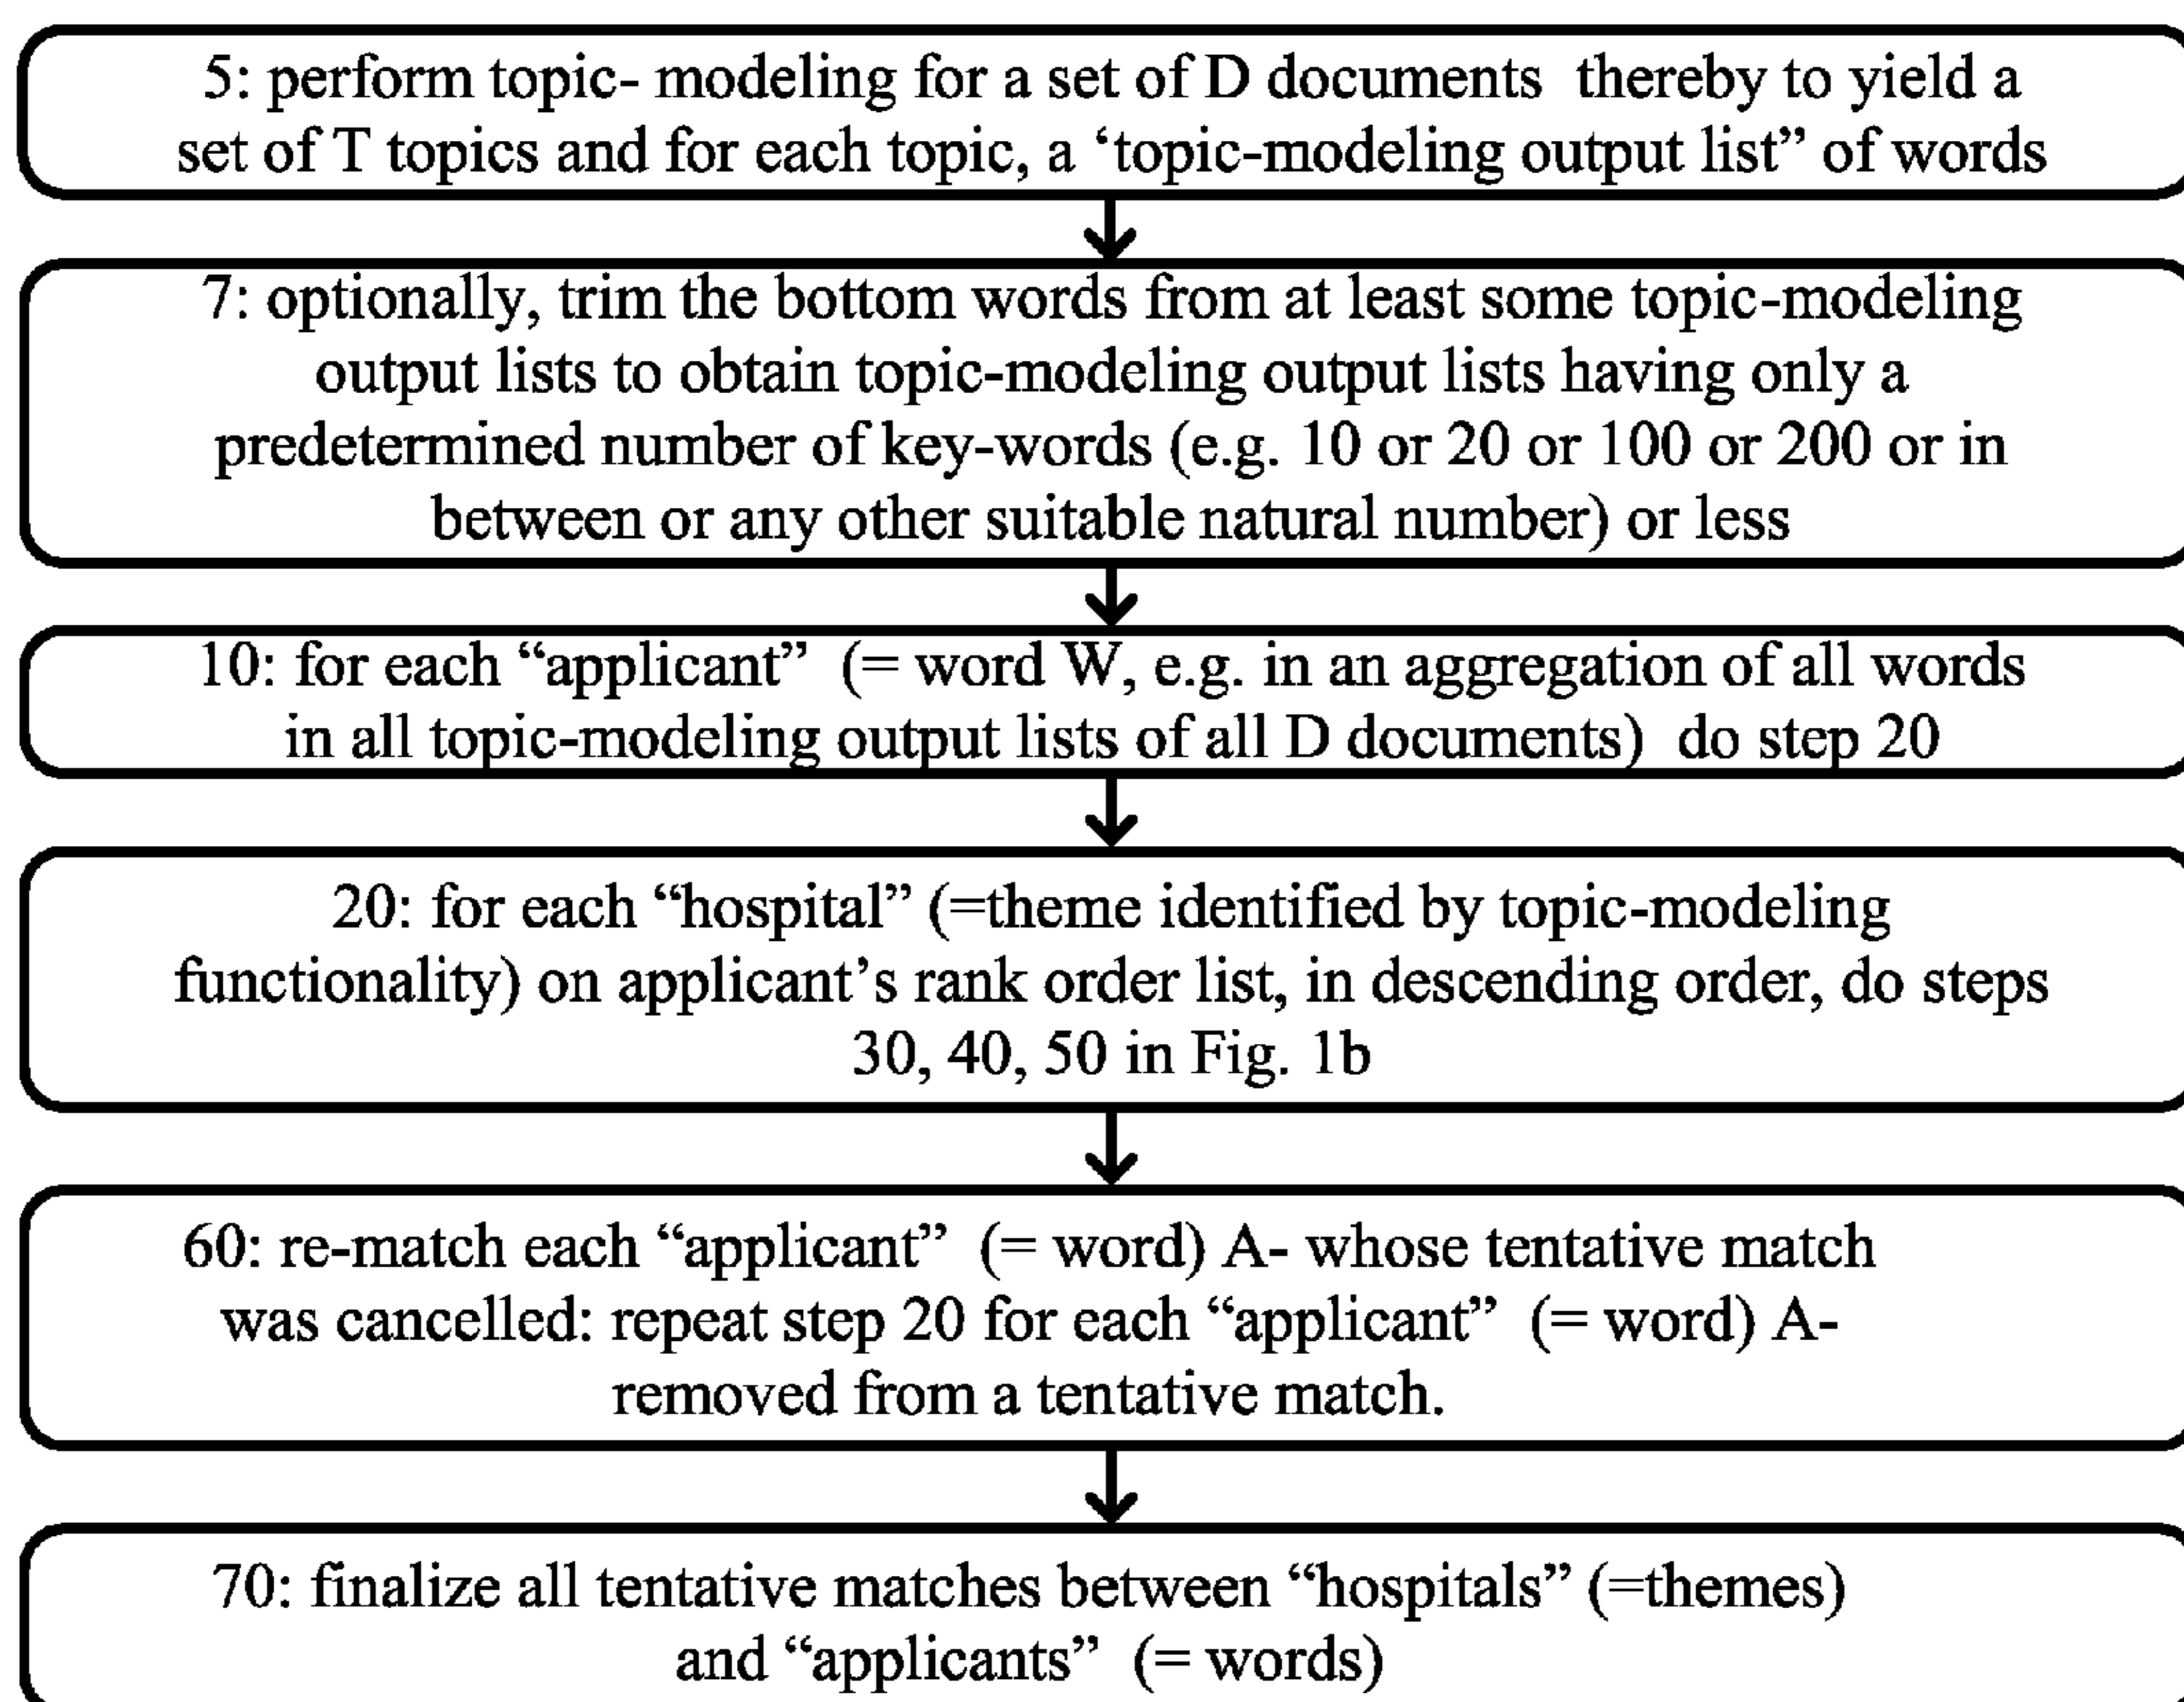 5: perform topic- modeling for a set of D documents thereby to yield a
set of T topics and for each topic, a ‘topic-modeling output list” of words
7: optionally, trim the bottom words from at least some topic-modeling
output lists to obtain topic-modeling output lists having only a
predetermined number of key-words (e.g. 10 or 20 or 100 or 200 or in
between or any other suitable natural number) or less
10: for each “applicant” (= word W, e.g. in an aggregation of all words
in all topic-modeling output lists of all D documents) do step 20
20: for each “hospital” (=theme identified by topic-modeling
functionality) on applicant’s rank order list, in descending order, do steps
30, 40, 50 in Fig. 1b
60: re-match each “applicant” (= word) A- whose tentative match
was cancelled: repeat step 20 for each “applicant” (= word) A-
removed from a tentative match.
70: finalize all tentative matches between “hospitals” (=themes)
and “applicants” (= words)